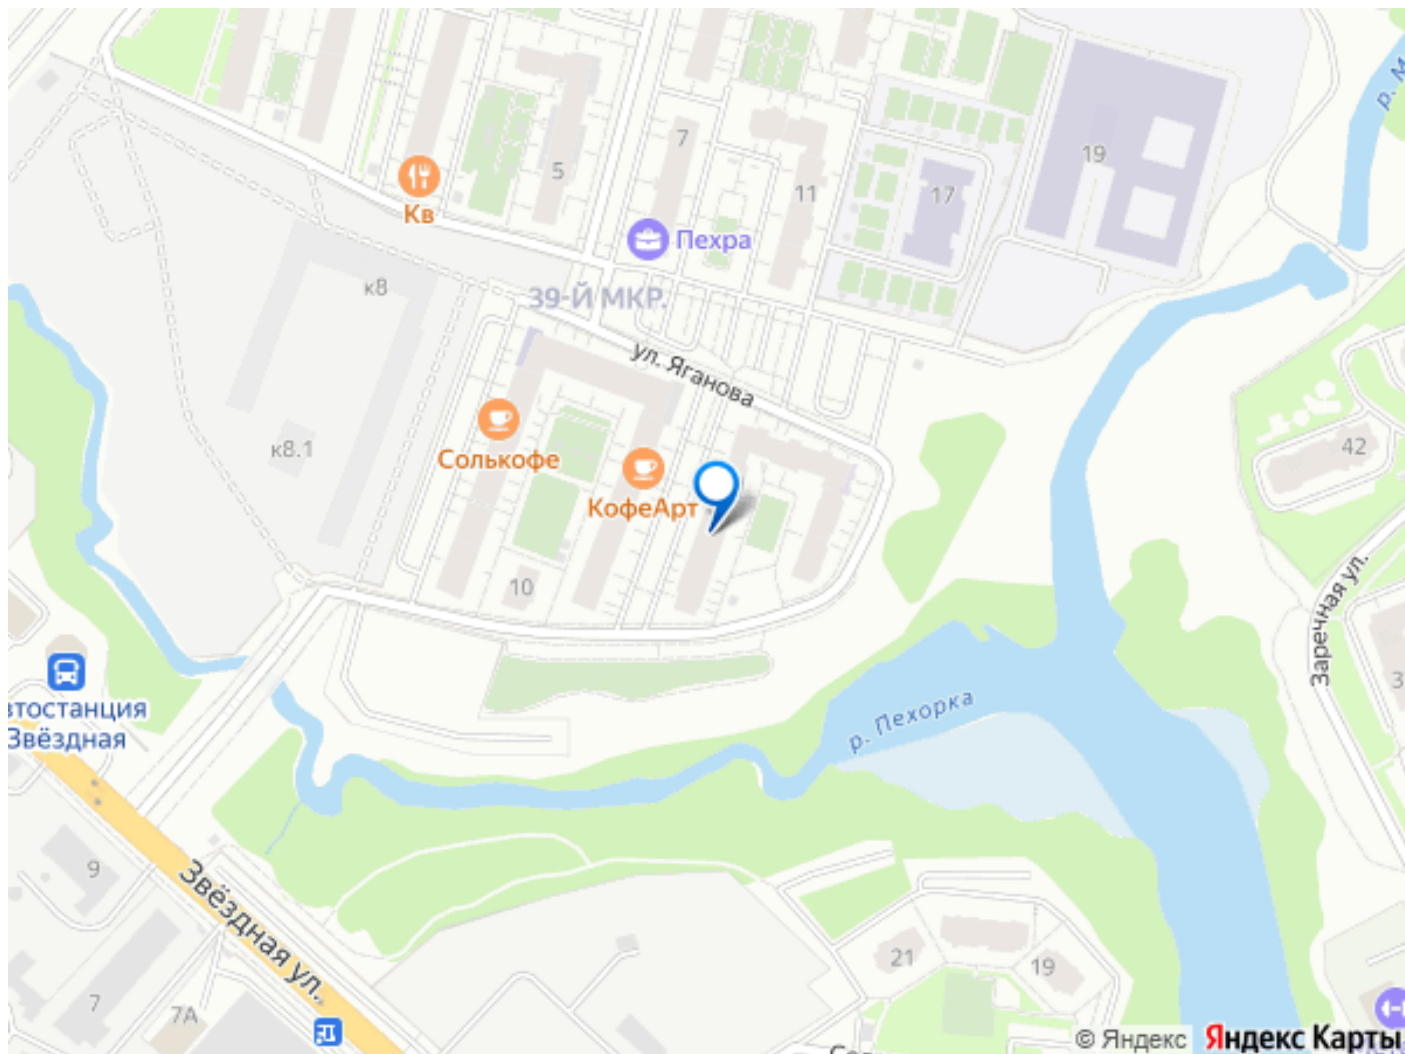 р. М
7
5
19
11
17
Кв
Пехра
к8
39-Й МКР.
ул. Яганова
к8.1
Солькофе
КофеАрт
42
10
Заречная ул.
3
втостанция
Звёздная
р. Пехорка
9
Звёздная ул.
21
19
7
7А
© Яндекс
Яндекс Карты